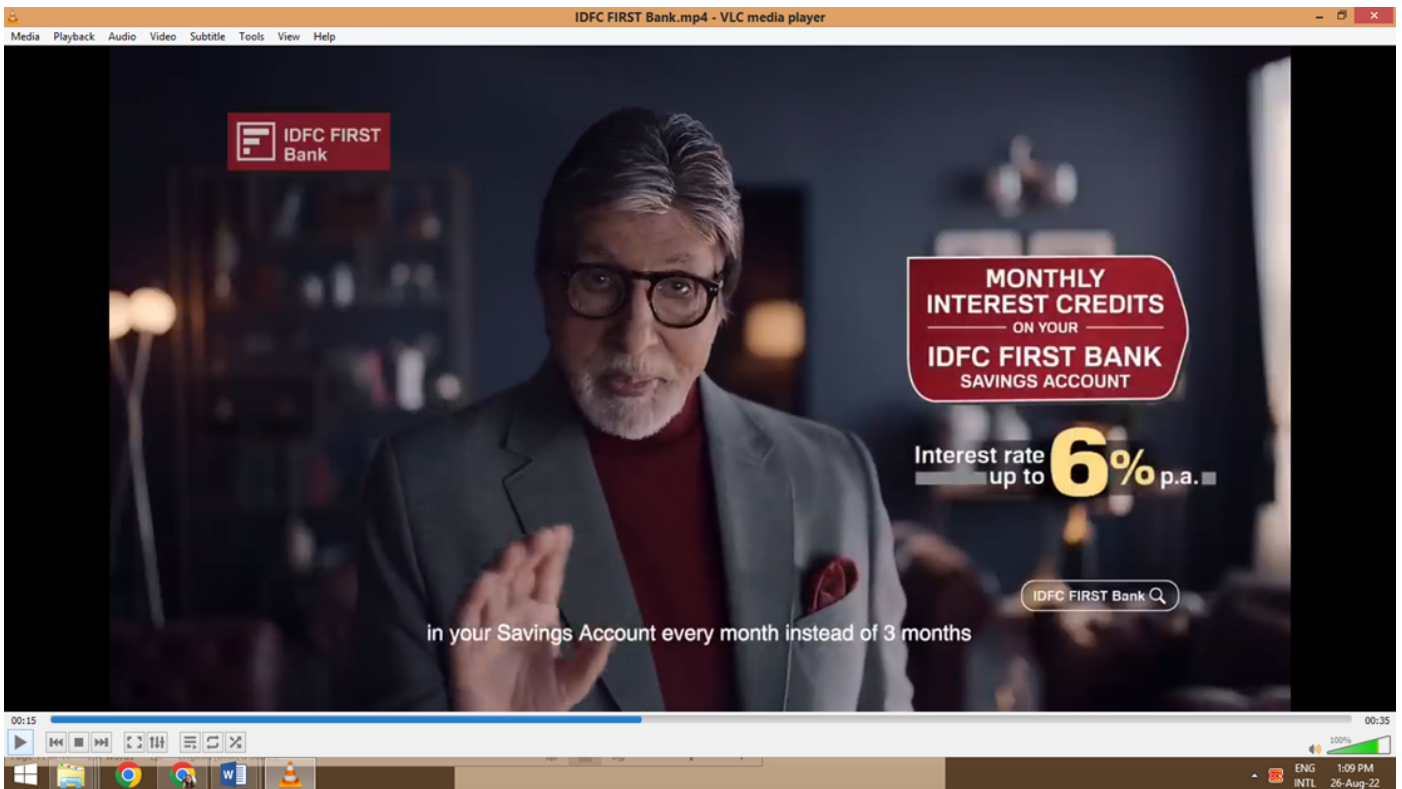 IDFC FIRST Bank.mp4 - VLC media player
Media Playback Audio Video Subtitle Tools View Help
IDFC FIRST
Bank
MONTHLY
INTEREST CREDITS
ON YOUR
IDFC FIRST BANK
SAVINGS ACCOUNT
Interest rate
up to 6% p.a.
IDFC FIRST Bank
in your Savings Account every month instead of 3 months
00:15
00:35
100%
ENG 1:09 PM
INTL 26-Aug-22